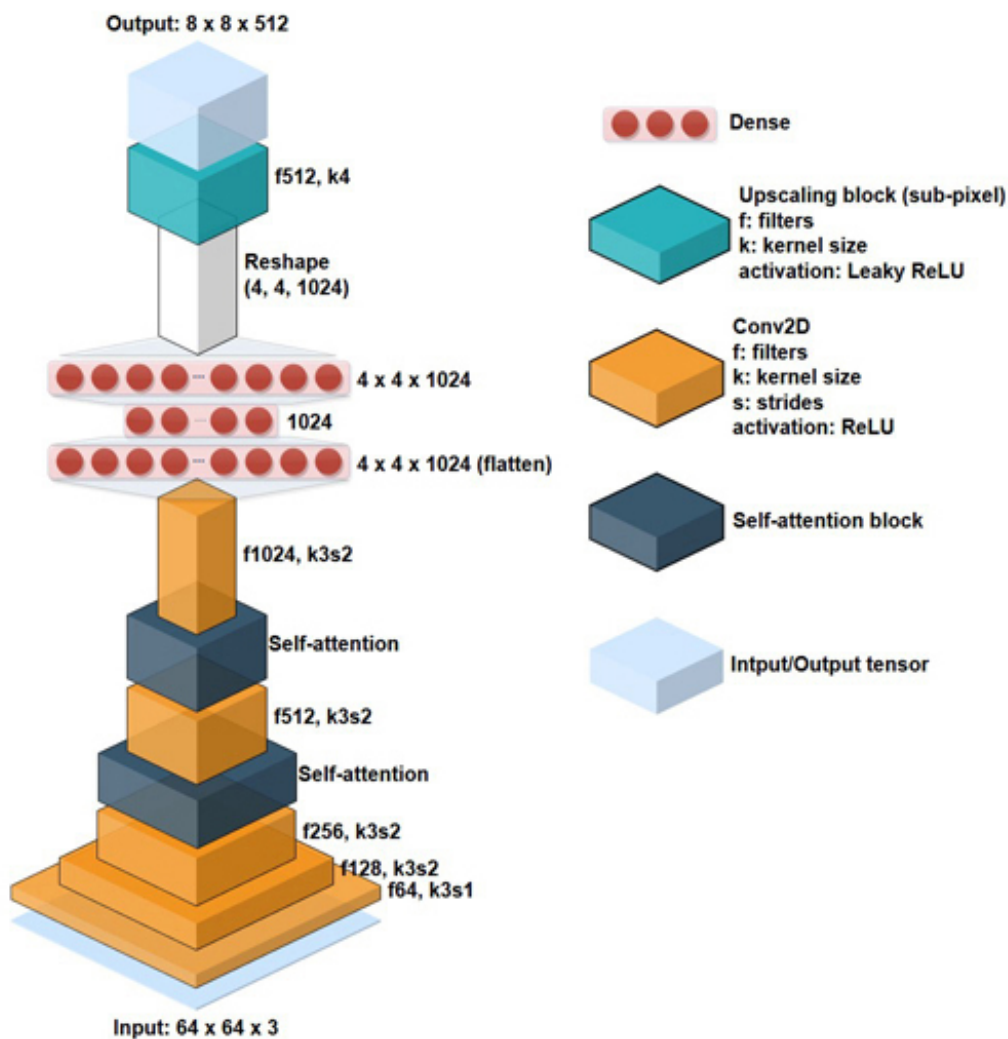 Output: 8 x 8 x 512
f512, k4
Reshape
(4, 4, 1024)
4 x 4 x 1024
1024
4 x 4 x 1024 (flatten)
f1024, k3s2
Self-attention
f512, k3s2
Self-attention
f256, k3s2
f128, k3s2
f64, k3s1
Input: 64 x 64 x 3
Dense
Upscaling block (sub-pixel)
f: filters
k: kernel size
activation: Leaky ReLU
Conv2D
f: filters
k: kernel size
s: strides
activation: ReLU
Self-attention block
Intput/Output tensor